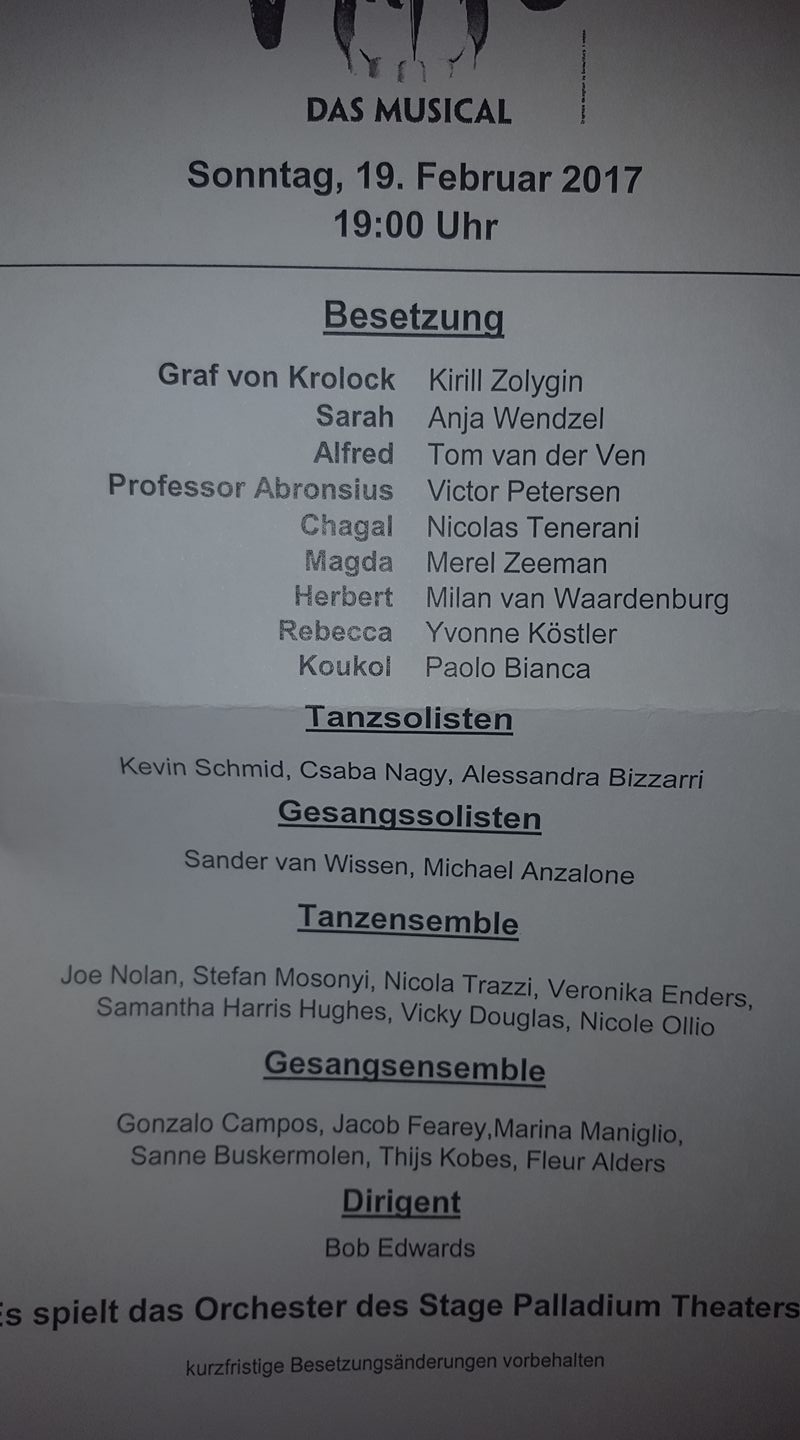 DAS MUSICAL
Sonntag, 19. Februar 2017
19:00 Uhr
Besetzung
Graf von Krolock Kirill Zolygin
Sarah Anja Wendzel
Alfred Tom van der Ven
Professor Abronsius Victor Petersen
Chagal Nicolas Tenerani
Magda Merel Zeeman
Herbert Milan van Waardenburg
Rebecca Yvonne Köstler
Koukol Paolo Bianca
Tanzsolisten
Kevin Schmid, Csaba Nagy, Alessandra Bizzarri
Gesangssolisten
Sander van Wissen, Michael Anzalone
Tanzensemble
Joe Nolan, Stefan Mosonyi, Nicola Trazzi, Veronika Enders,
Samantha Harris Hughes, Vicky Douglas, Nicole Ollio
Gesangsensemble
Gonzalo Campos, Jacob Fearey,Marina Maniglio,
Sanne Buskermolen, Thijs Kobes, Fleur Alders
Dirigent
Bob Edwards
Es spielt das Orchester des Stage Palladium Theaters
kurzfristige Besetzungsänderungen vorbehalten